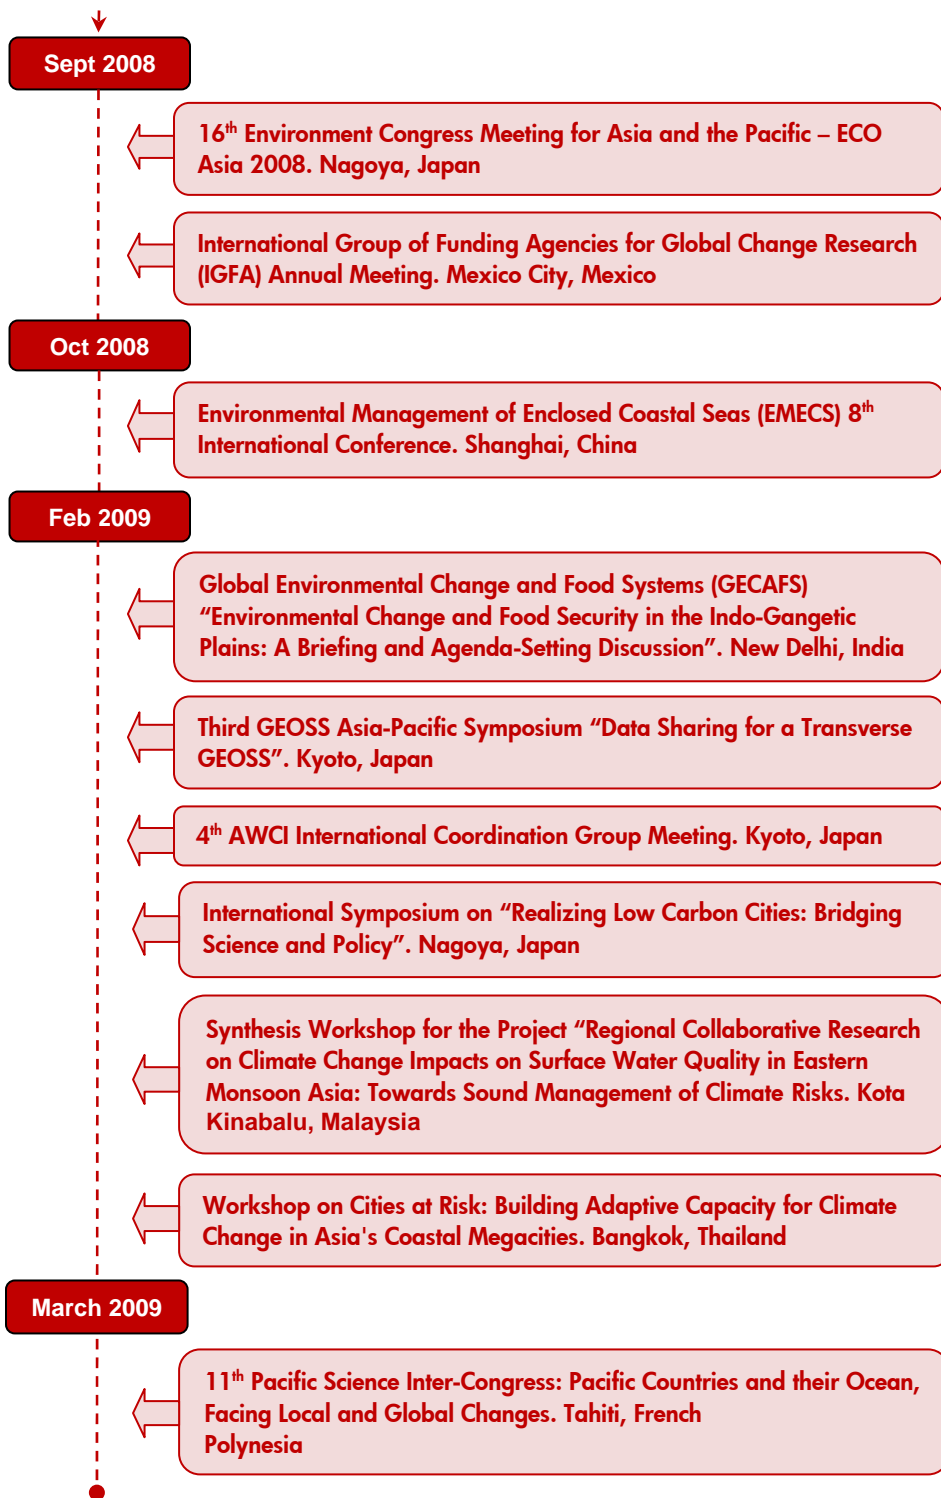 Sept 2008
16th Environment Congress Meeting for Asia and the Pacific – ECO
Asia 2008. Nagoya, Japan
International Group of Funding Agencies for Global Change Research
(IGFA) Annual Meeting. Mexico City, Mexico
Oct 2008
Environmental Management of Enclosed Coastal Seas (EMECS) 8th
International Conference. Shanghai, China
Feb 2009
Global Environmental Change and Food Systems (GECAFS)
“Environmental Change and Food Security in the Indo-Gangetic
Plains: A Briefing and Agenda-Setting Discussion”. New Delhi, India
Third GEOSS Asia-Pacific Symposium “Data Sharing for a Transverse
GEOSS”. Kyoto, Japan
4th AWCI International Coordination Group Meeting. Kyoto, Japan
International Symposium on “Realizing Low Carbon Cities: Bridging
Science and Policy”. Nagoya, Japan
Synthesis Workshop for the Project “Regional Collaborative Research
on Climate Change Impacts on Surface Water Quality in Eastern
Monsoon Asia: Towards Sound Management of Climate Risks. Kota
Kinabalu, Malaysia
Workshop on Cities at Risk: Building Adaptive Capacity for Climate
Change in Asia's Coastal Megacities. Bangkok, Thailand
March 2009
11th Pacific Science Inter-Congress: Pacific Countries and their Ocean,
Facing Local and Global Changes. Tahiti, French
Polynesia